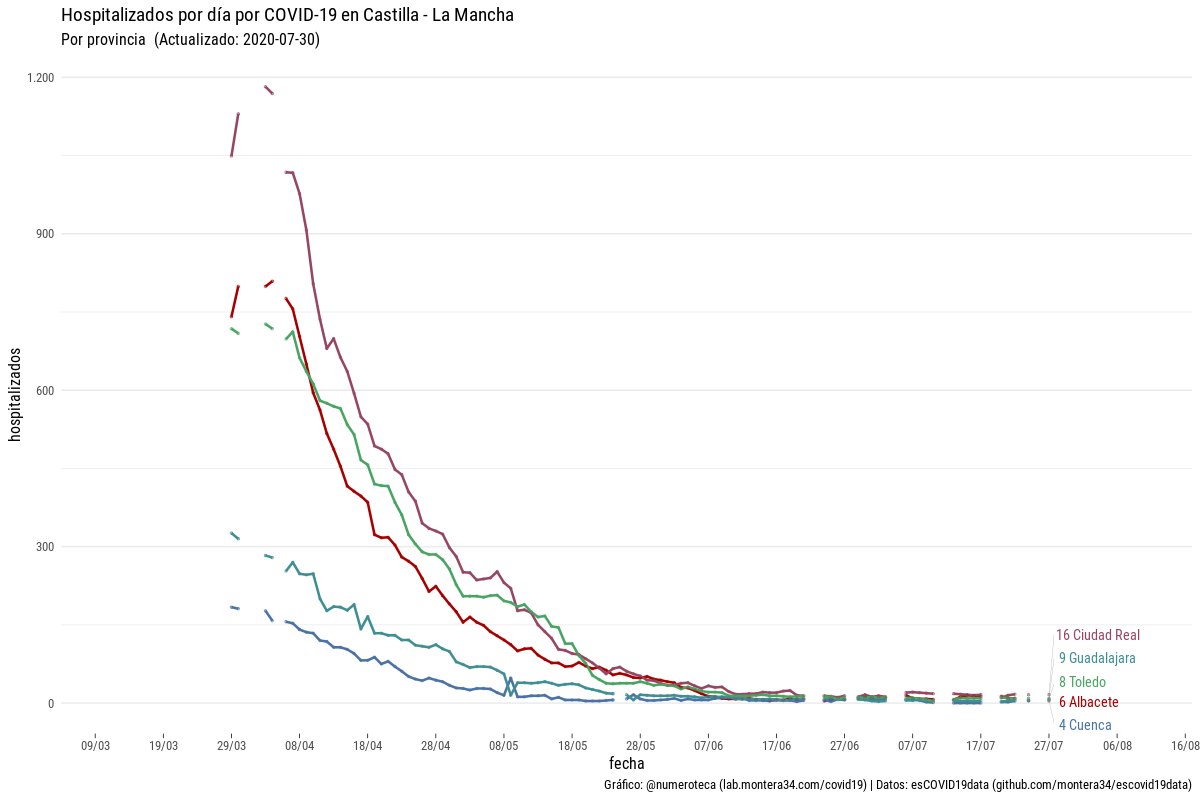 Hospitalizados por día por COVID-19 en Castilla - La Mancha
Por provincia (Actualizado: 2020-07-30)
1.200
900
600
300
0
hospitalizados
16 Ciudad Real
9 Guadalajara
8 Toledo
6 Albacete
4 Cuenca
09/03 19/03 29/03 08/04 18/04 28/04 08/05 18/05 28/05 07/06 17/06 27/06 07/07 17/07 27/07 06/08 16/08
fecha
Gráfico: @numeroteca (lab.montera34.com/covid19) | Datos: esCOVID19data (github.com/montera34/escovid19data)